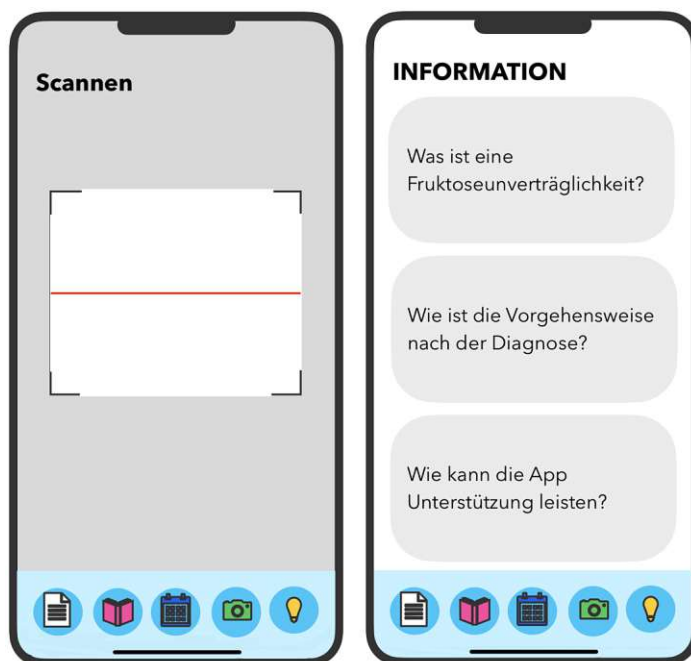 Scannen
INFORMATION
Was ist eine
Fruktoseunverträglichkeit?
Wie ist die Vorgehensweise
nach der Diagnose?
Wie kann die App
Unterstützung leisten?